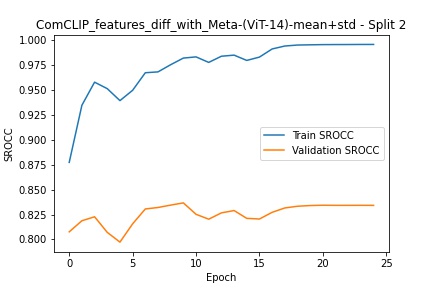 ComCLIP_features_diff_with_Meta-(ViT-14)-mean+std - Split 2
1.000
0.975
0.950
0.925
0.900
0.875
0.850
0.825
0.800
SROCC
Train SROCC
Validation SROCC
0 5 10 15 20 25
Epoch